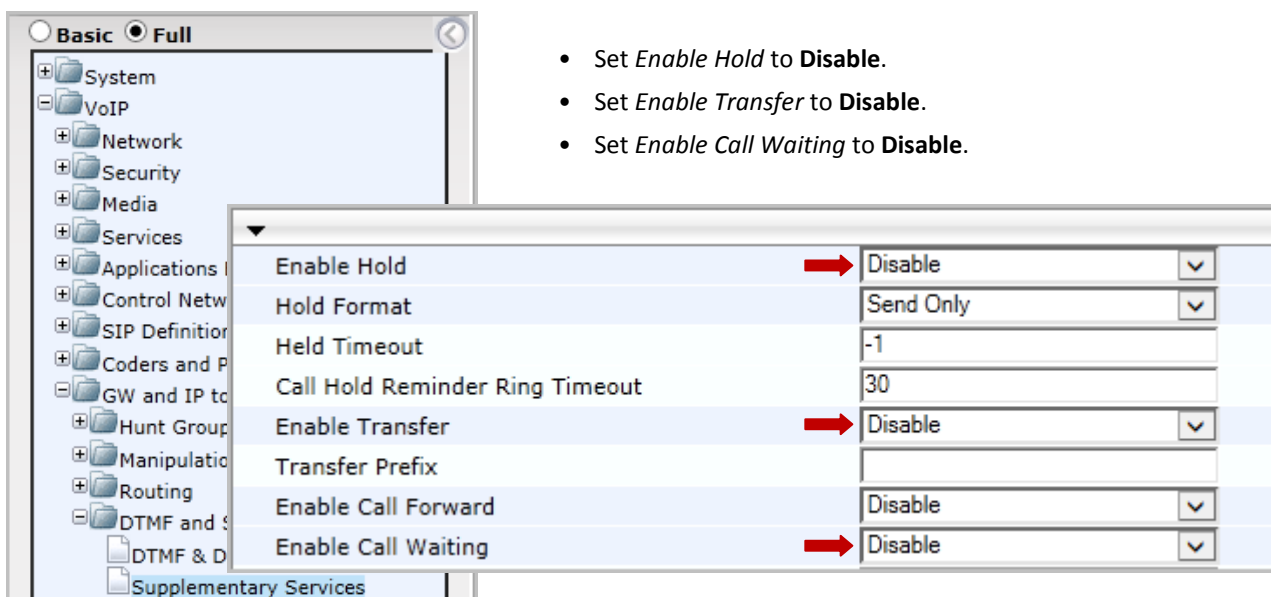 Basic Full
System
VoIP
Network
Security
Media
Services
Applications
Control Netw
SIP Definition
Coders and P
GW and IP to
Hunt Group
Manipulatio
Routing
DTMF and S
DTMF & D
Supplementary Services
• Set Enable Hold to Disable.
• Set Enable Transfer to Disable.
• Set Enable Call Waiting to Disable.
Enable Hold Disable
Hold Format Send Only
Held Timeout -1
Call Hold Reminder Ring Timeout 30
Enable Transfer Disable
Transfer Prefix
Enable Call Forward Disable
Enable Call Waiting Disable